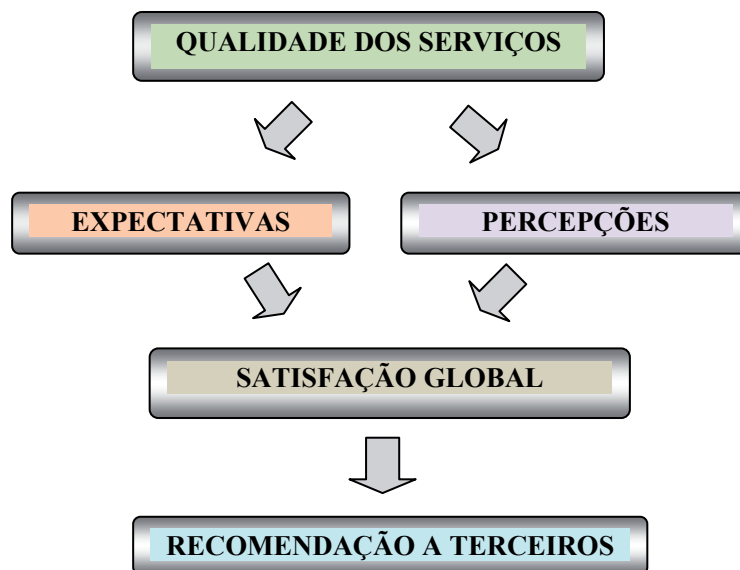 QUALIDADE DOS SERVIÇOS
EXPECTATIVAS
PERCEPÇÕES
SATISFAÇÃO GLOBAL
RECOMENDAÇÃO A TERCEIROS